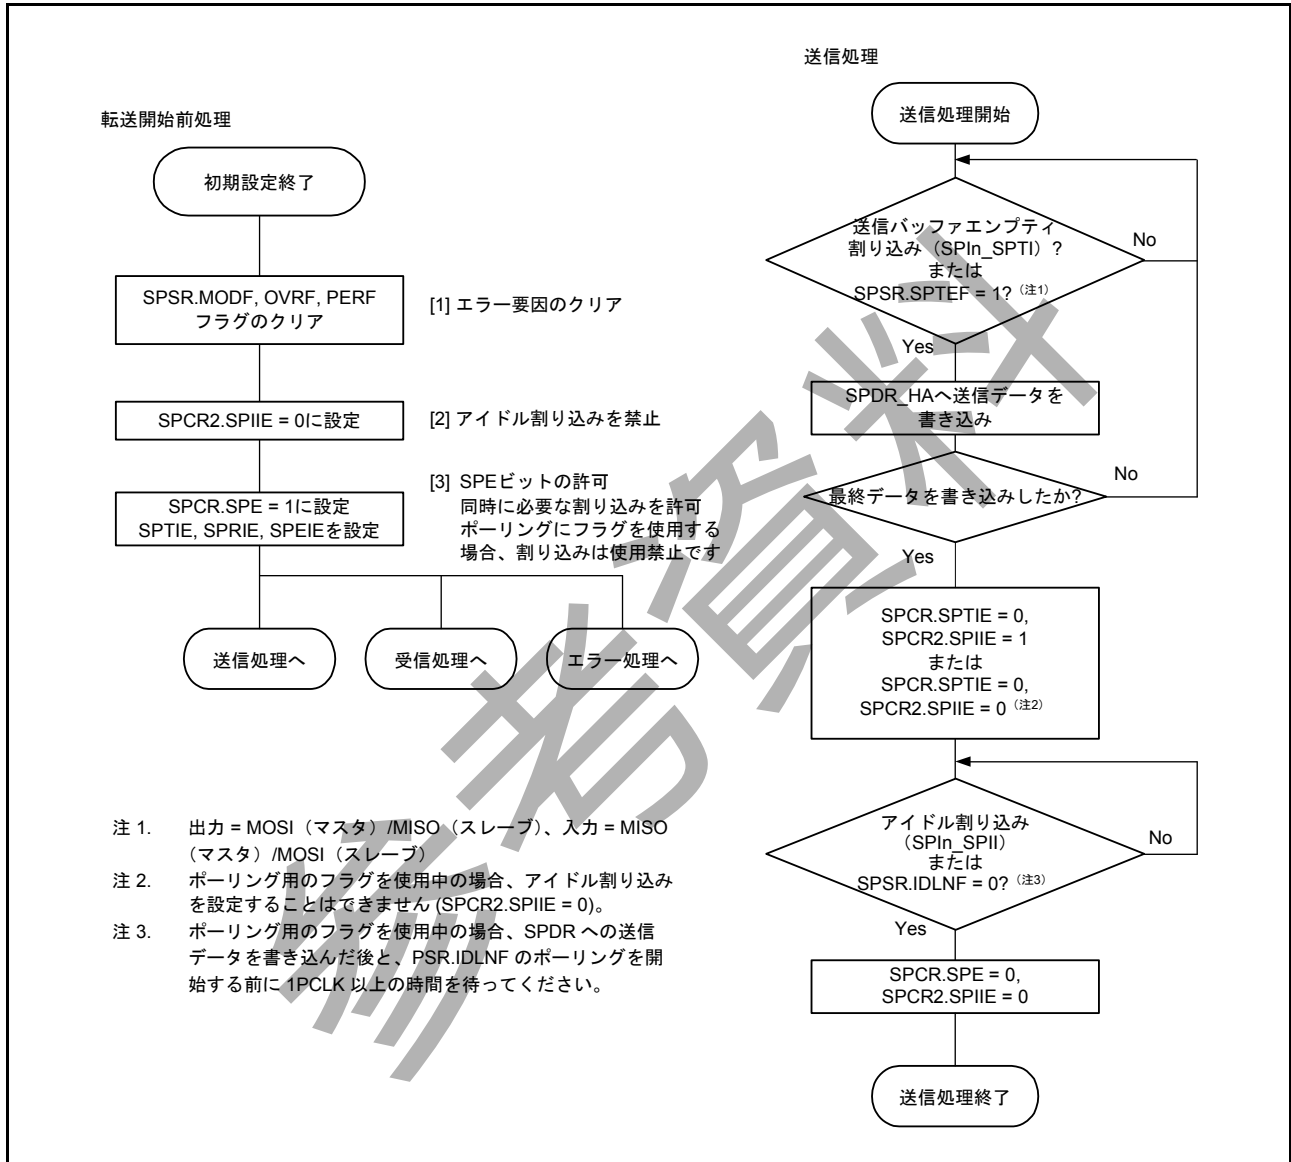 転送開始前処理
初期設定終了
SPSR.MODF, OVRF, PERF
フラグのクリア
[1] エラー要因のクリア
SPCR2.SPIIE = 0に設定
[2] アイドル割り込みを禁止
SPCR.SPE = 1に設定
SPTIE, SPRIE, SPEIEを設定
[3] SPEビットの許可
同時に必要な割り込みを許可
ポーリングにフラグを使用する
場合、割り込みは使用禁止です
送信処理へ
受信処理へ
エラー処理へ
注 1. 出力 = MOSI（マスタ）/MISO（スレーブ）、入力 = MISO
（マスタ）/MOSI（スレーブ）
注 2. ポーリング用のフラグを使用中の場合、アイドル割り込み
を設定することはできません (SPCR2.SPIIE = 0)。
注 3. ポーリング用のフラグを使用中の場合、SPDR への送信
データを書き込んだ後と、PSR.IDLNF のポーリングを開
始する前に 1PCLK 以上の時間を待ってください。
送信処理
送信処理開始
送信バッファエンプティ
割り込み（SPIn_SPTI）?
または
SPSR.SPTEF = 1?（注1）
No
Yes
SPDR_HAへ送信データを
書き込み
最終データを書き込みしたか?
No
Yes
SPCR.SPTIE = 0,
SPCR2.SPIIE = 1
または
SPCR.SPTIE = 0,
SPCR2.SPIIE = 0（注2）
アイドル割り込み
（SPIn_SPII）
または
SPSR.IDLNF = 0?（注3）
No
Yes
SPCR.SPE = 0,
SPCR2.SPIIE = 0
送信処理終了
参考資料